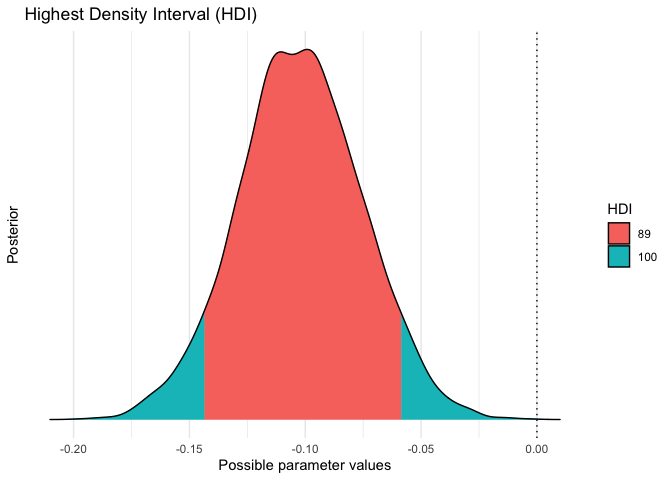 Highest Density Interval (HDI)
Posterior
HDI
89
100
-0.20
-0.15
-0.10
-0.05
0.00
Possible parameter values